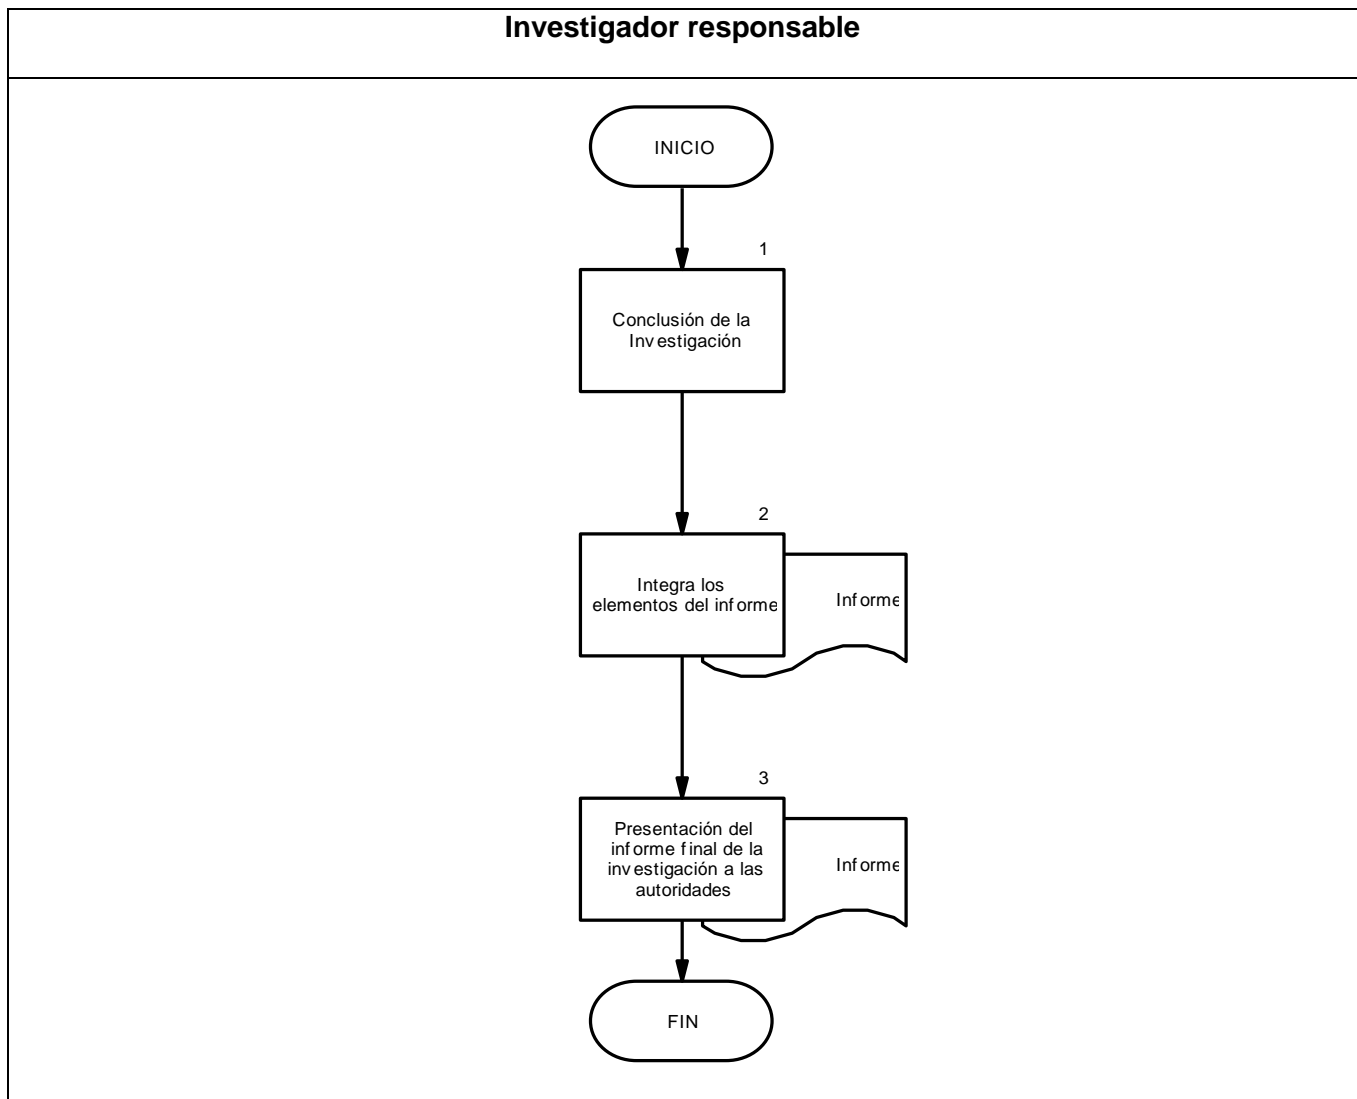 Investigador responsable
INICIO
1
Conclusión de la
Investigación
2
Integra los
elementos del informe
Informe
3
Presentación del
informe final de la
investigación a las
autoridades
Informe
FIN